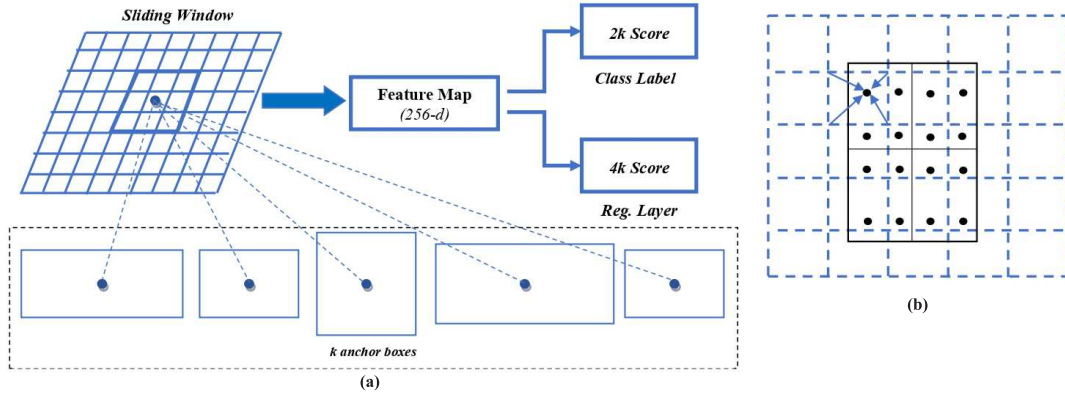 Sliding Window
2k Score
Class Label
Feature Map
(256-d)
4k Score
Reg. Layer
k anchor boxes
(a)
(b)